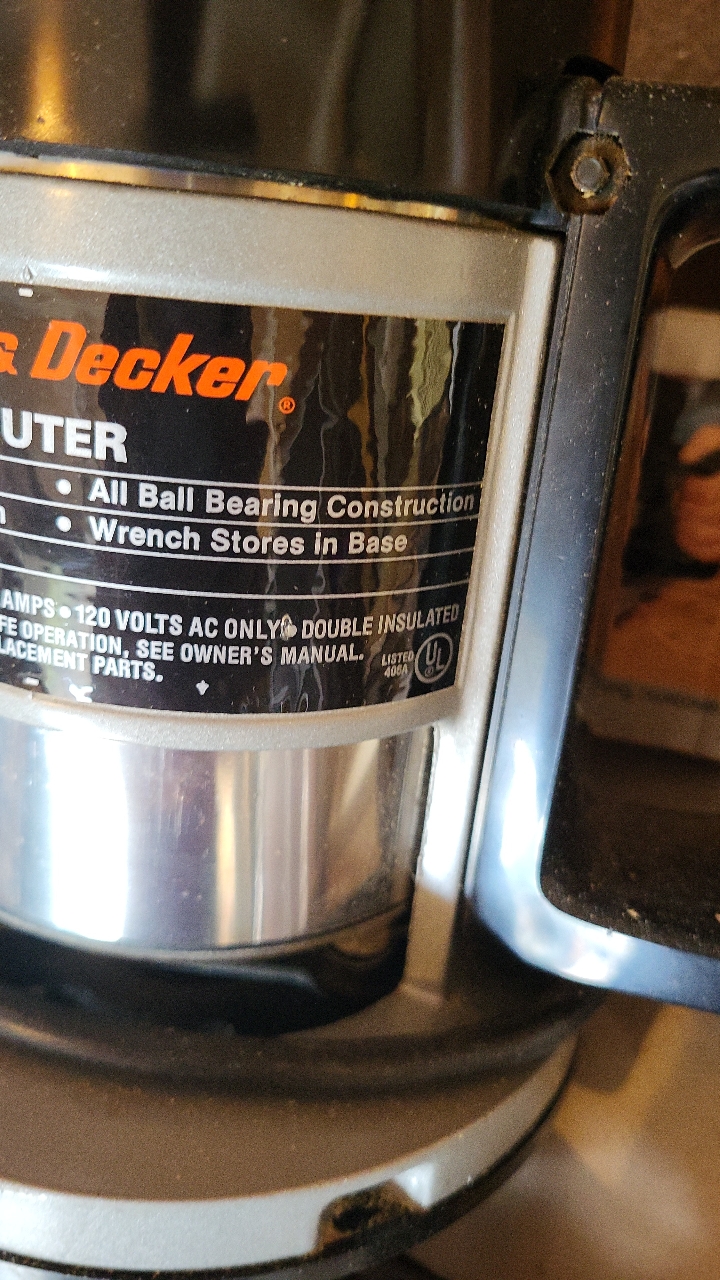 & Decker®
UTER
• All Ball Bearing Construction
n • Wrench Stores in Base
AMPS • 120 VOLTS AC ONLY • DOUBLE INSULATED
FE OPERATION, SEE OWNER'S MANUAL.
LACEMENT PARTS.
LISTED
406A
UL